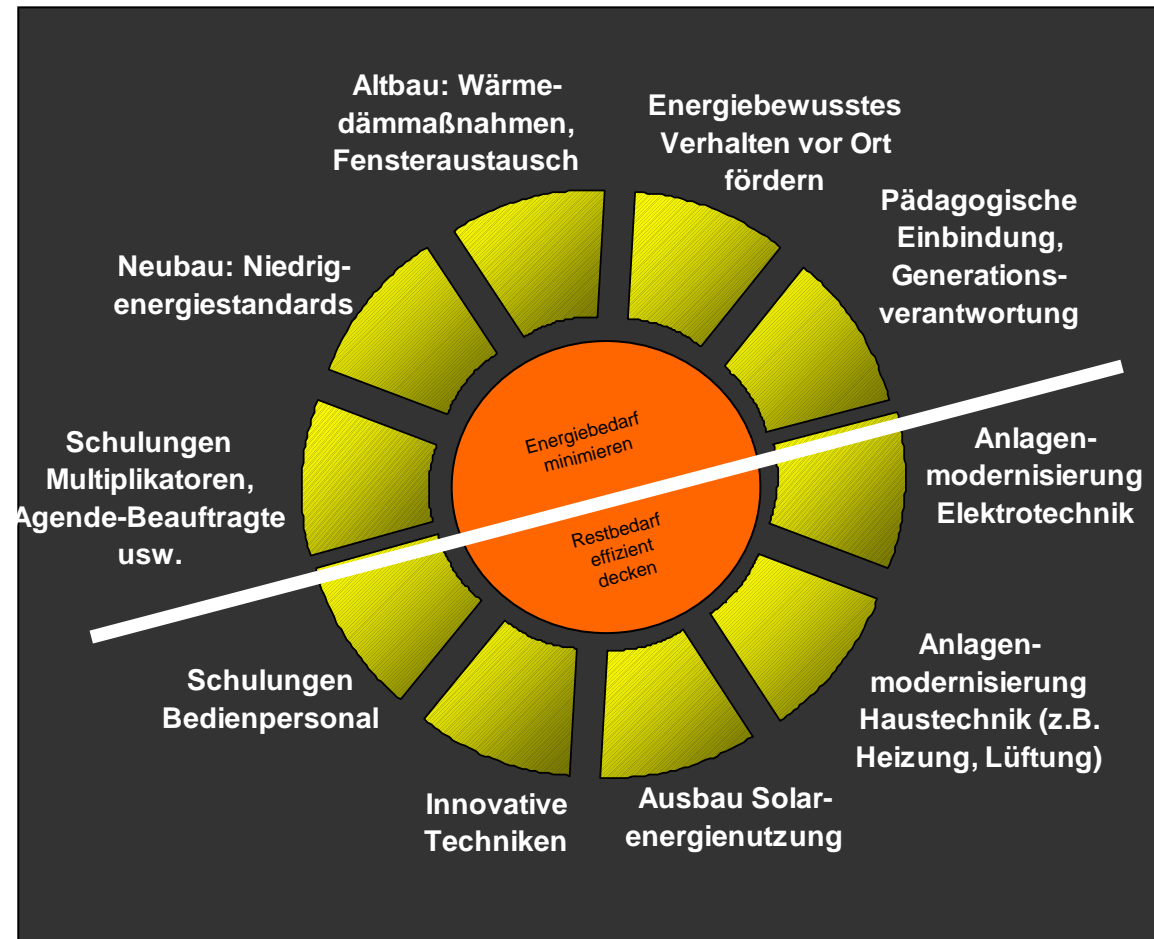 Altbau: Wärme-
dämmaßnahmen,
Fensteraustausch
Energiebewusstes
Verhalten vor Ort
fördern
Pädagogische
Einbindung,
Generations-
verantwortung
Neubau: Niedrig-
energiestandards
Schulungen
Multiplikatoren,
Agende-Beauftragte
usw.
Energiebedarf
minimieren
Restbedarf
effizient
decken
Anlagen-
modernisierung
Elektrotechnik
Schulungen
Bedienpersonal
Anlagen-
modernisierung
Haustechnik (z.B.
Heizung, Lüftung)
Innovative
Techniken
Ausbau Solar-
energienutzung